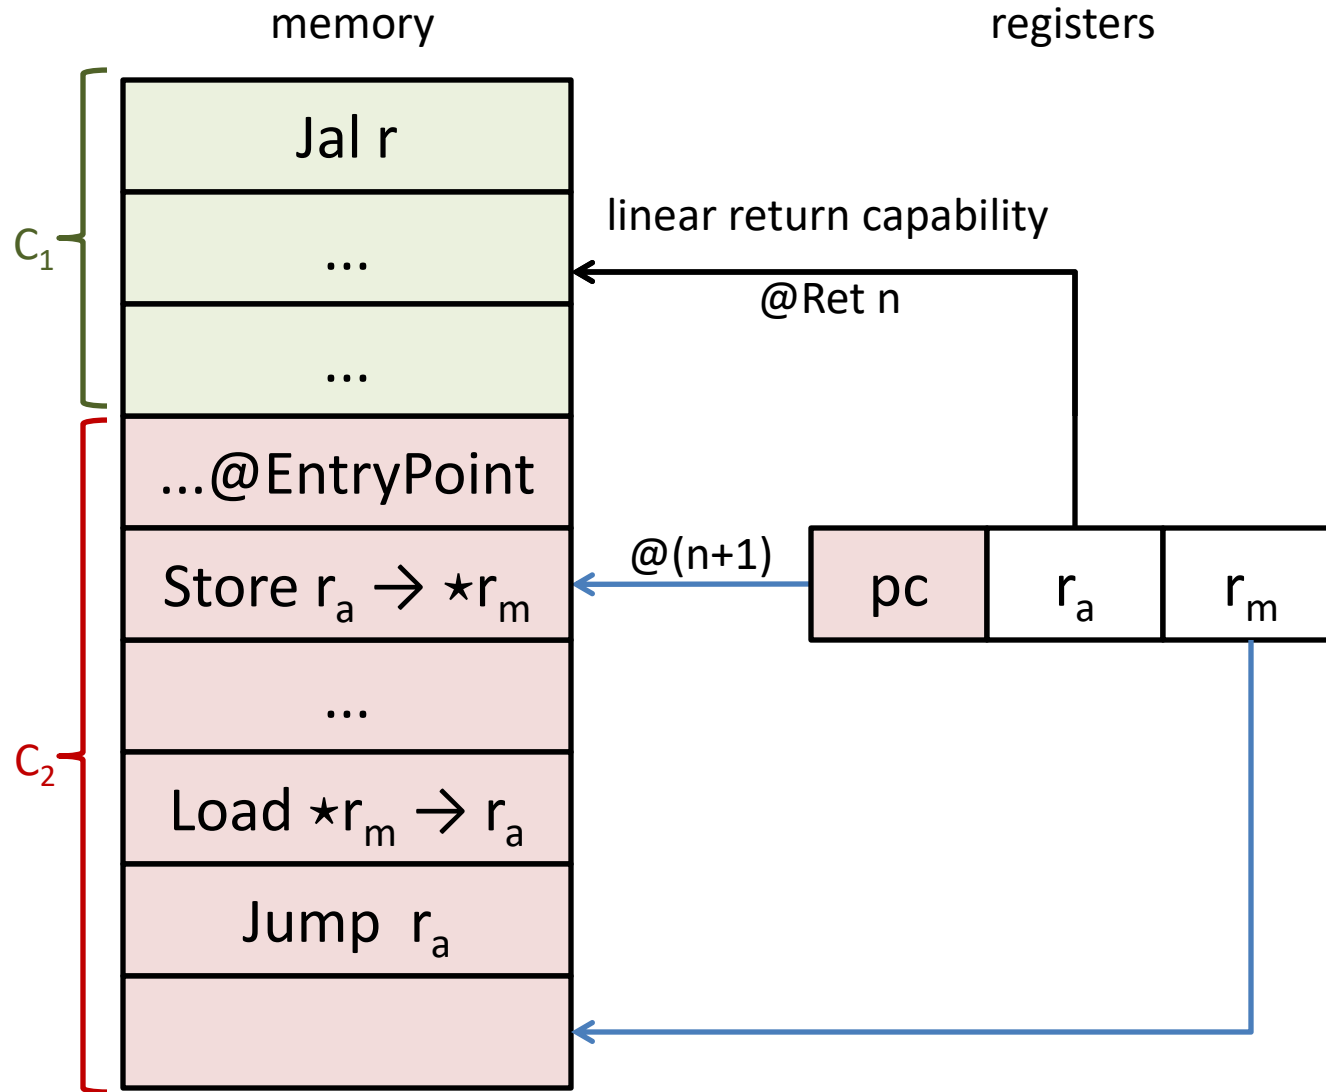 memory
registers
Jal r
C₁
...
linear return capability
@Ret n
...
...@EntryPoint
Store rₐ → ⋆rₘ
@(n+1)
pc
rₐ
rₘ
...
C₂
Load ⋆rₘ → rₐ
Jump rₐ